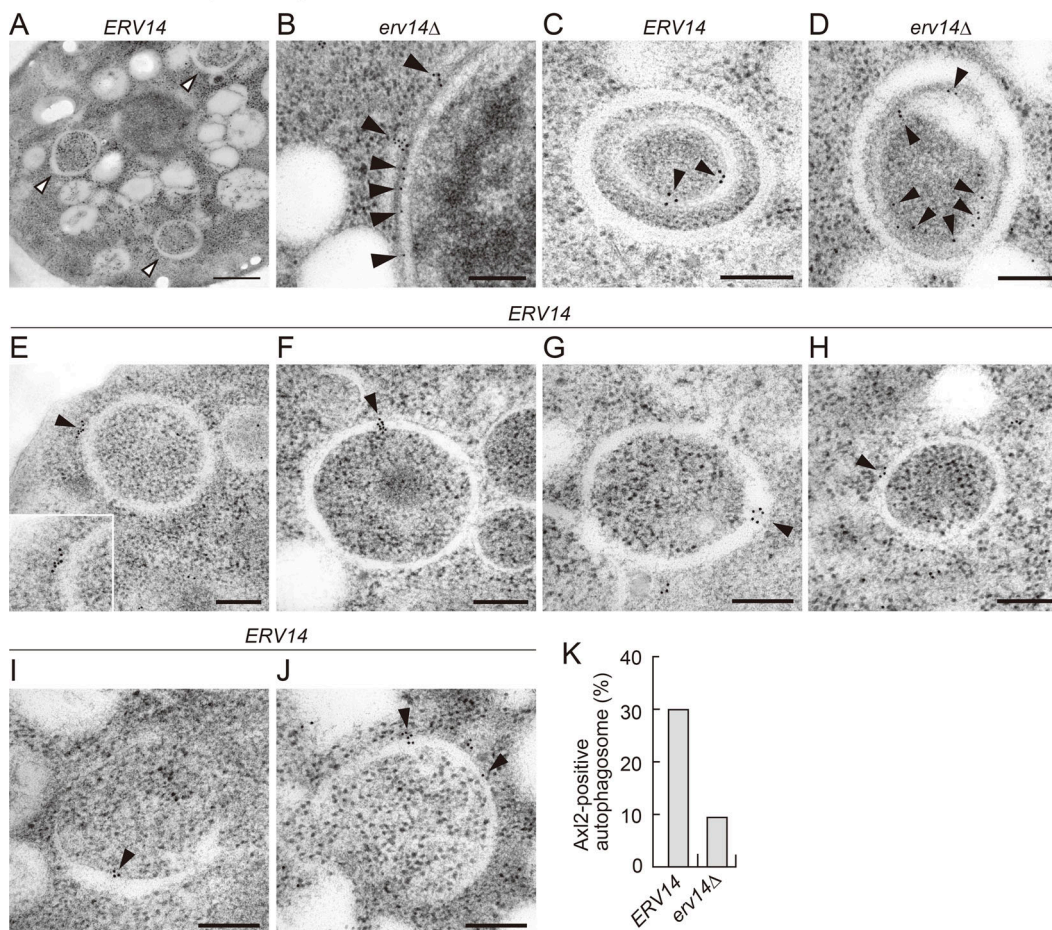 A
ERV14
B
erv14Δ
C
ERV14
D
erv14Δ
ERV14
E
F
G
H
ERV14
I
J
K
Axl2-positive
autophagosome (%)
40
30
20
10
0
ERV14
erv14Δ